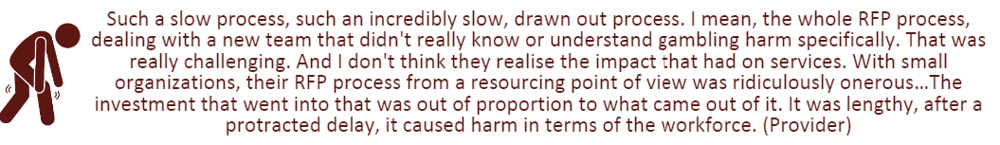 Such a slow process, such an incredibly slow, drawn out process. I mean, the whole RFP process,
dealing with a new team that didn't really know or understand gambling harm specifically. That was
really challenging. And I don't think they realise the impact that had on services. With small
organizations, their RFP process from a resourcing point of view was ridiculously onerous...The
investment that went into that was out of proportion to what came out of it. It was lengthy, after a
protracted delay, it caused harm in terms of the workforce. (Provider)